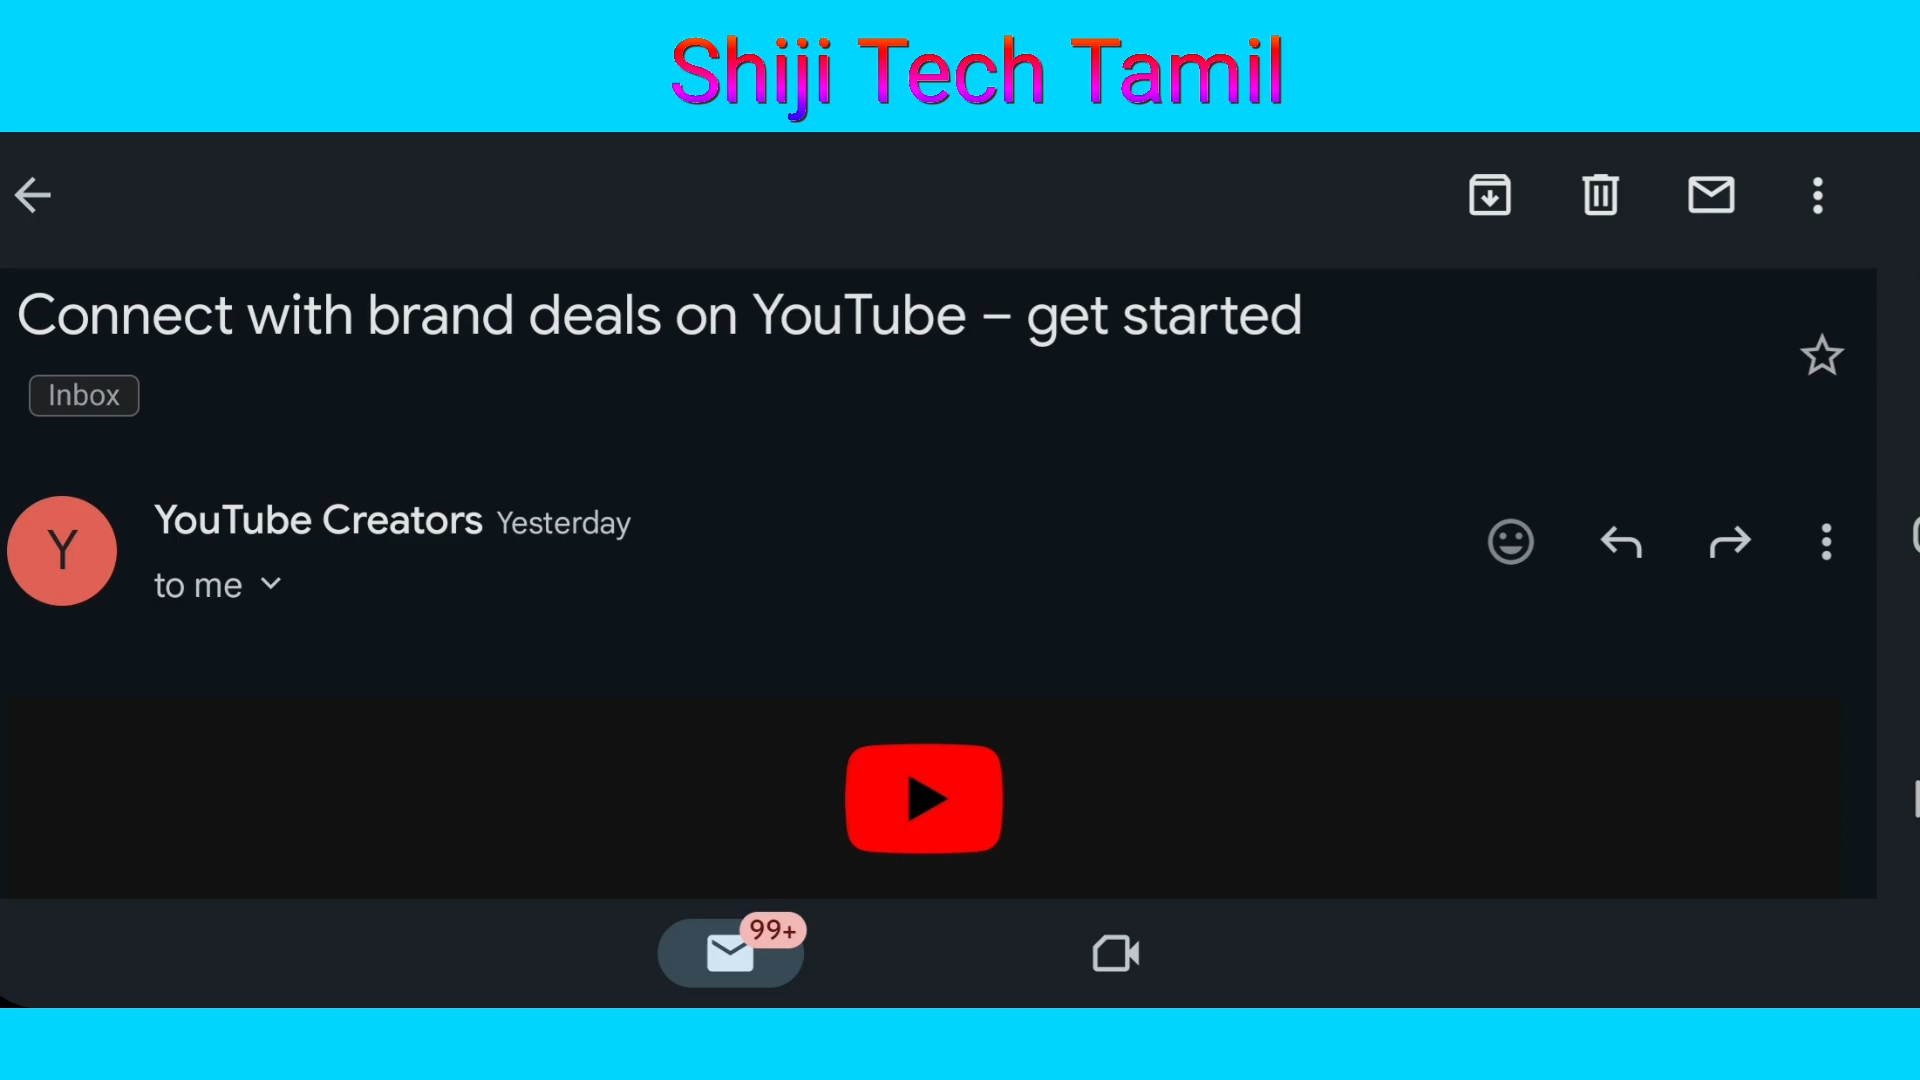 Shiji Tech Tamil
Connect with brand deals on YouTube – get started
Inbox
Y
YouTube Creators Yesterday
to me
99+